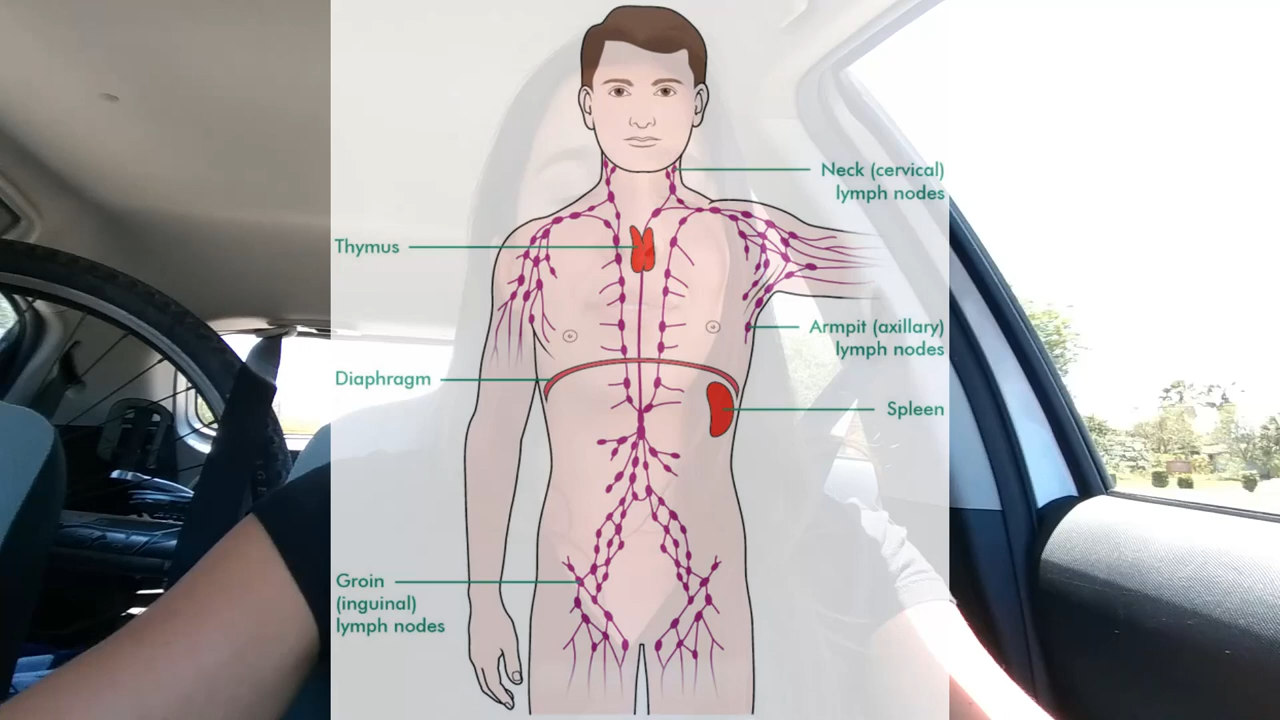 Neck (cervical)
lymph nodes
Thymus
Armpit (axillary)
lymph nodes
Diaphragm
Spleen
Groin
(inguinal)
lymph nodes